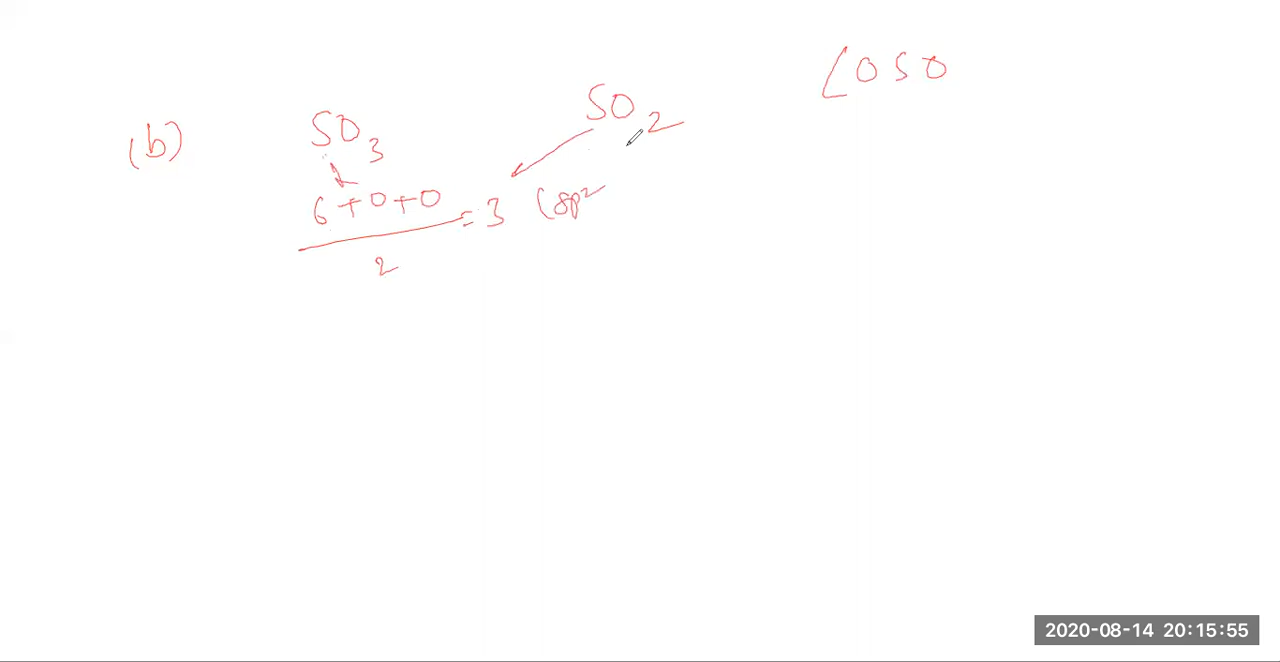 ∠OSO
SO2
(b) SO3
6+0+0 / 2 = 3 (sp²
2020-08-14 20:15:55